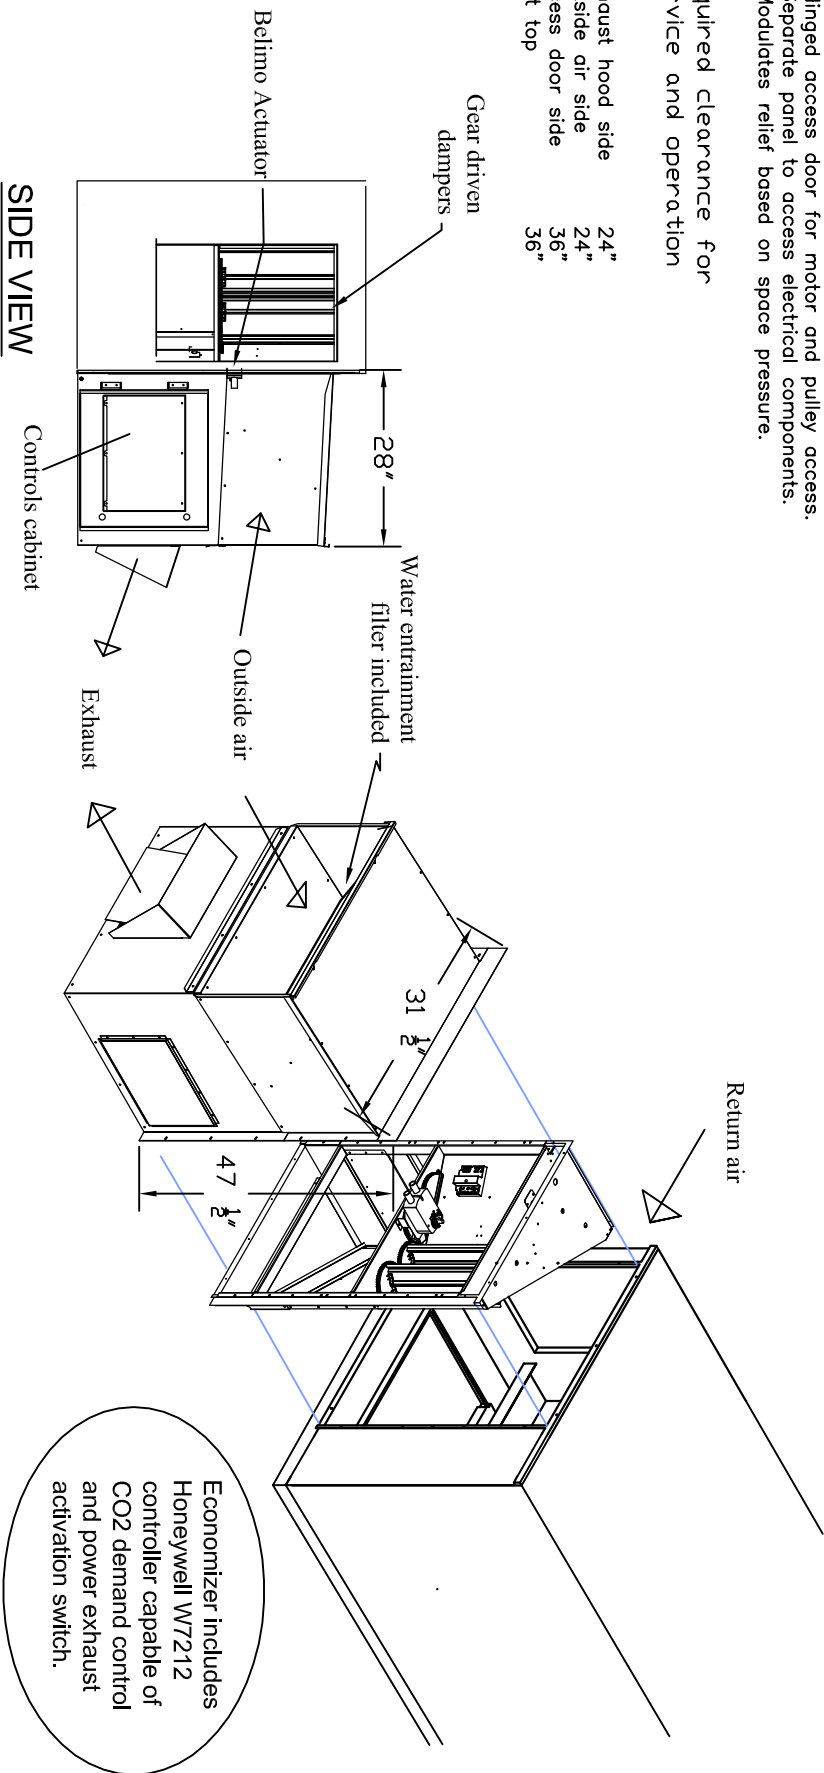 inged access door for motor and pulley access.
eparate panel to access electrical components.
Modulates relief based on space pressure.
quired clearance for
rvice and operation
aust hood side 24"
side air side 24"
ess door side 36"
t top 36"
Gear driven
dampers
Belimo Actuator
28"
Controls cabinet
SIDE VIEW
Water entrainment
filter included
Outside air
Exhaust
31 1/2"
47 1/2"
Return air
Economizer includes
Honeywell W7212
controller capable of
CO2 demand control
and power exhaust
activation switch.